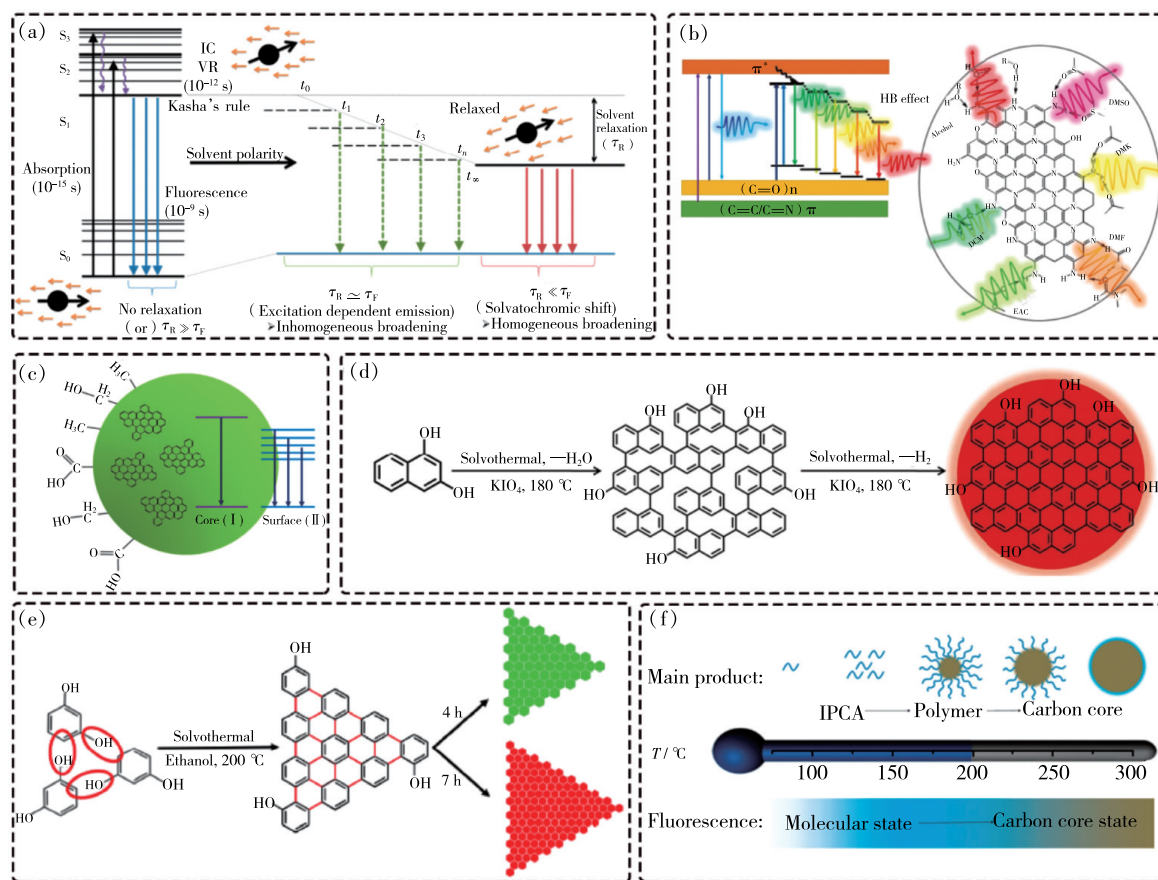 (a)
S3
S2
S1
S0
IC
VR
(10⁻¹² s)
Kasha's rule
Absorption
(10⁻¹⁵ s)
Fluorescence
(10⁻⁹ s)
Solvent polarity
t0
t1
t2
t3
tn
t∞
Relaxed
Solvent
relaxation
(τR)
No relaxation
(or) τR ≫ τF
τR ≃ τF
(Excitation dependent emission)
➢Inhomogeneous broadening
τR ≪ τF
(Solvatochromic shift)
➢Homogeneous broadening
(b)
π*
HB effect
(C=O)n
(C=C/C=N)π
Alcohol
DMSO
DMK
DMF
EAC
DCM
R
O
H
R
H
O
H
N
OH
H2N
HN
HN
NH
(c)
H3C
H2
HO
C
H3C
O
C
HO
H2
HO
C
O
C
HO
Core(Ⅰ)
Surface(Ⅱ)
(d)
OH
OH
Solvothermal, —H2O
KIO4, 180 ℃
OH
OH
OH
HO
OH
HO
Solvothermal, —H2
KIO4, 180 ℃
OH
OH
OH
HO
OH
HO
(e)
OH
OH
OH
HO
OH
HO
Solvothermal
Ethanol, 200 ℃
OH
OH
HO
4 h
7 h
(f)
Main product:
IPCA
Polymer
Carbon core
T / ℃
100 150 200 250 300
Fluorescence:
Molecular state
Carbon core state